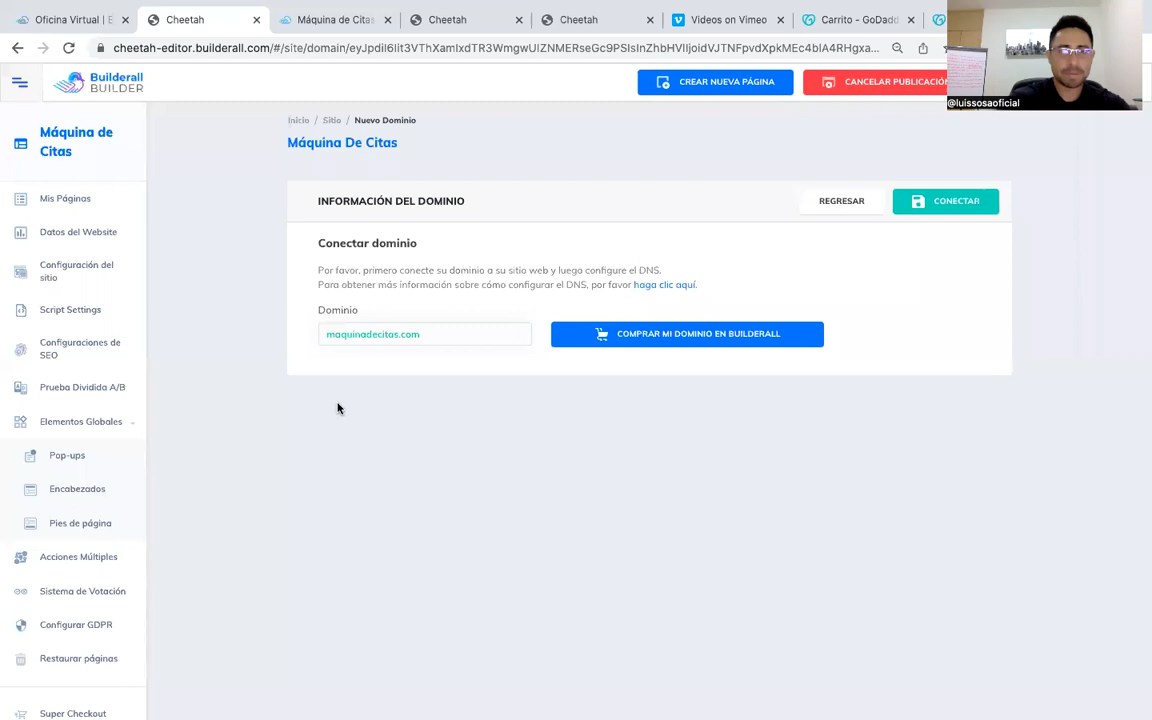 Oficina Virtual | E
Cheetah
Máquina de Citas
Cheetah
Cheetah
Videos on Vimeo
Carrito - GoDadd
cheetah-editor.builderall.com/#/site/domain/
Builderall
BUILDER
CREAR NUEVA PÁGINA
CANCELAR PUBLICACIÓN
@luissosaoficial
Máquina de
Citas
Mis Páginas
Datos del Website
Configuración del
sitio
Script Settings
Configuraciones de
SEO
Prueba Dividida A/B
Elementos Globales
Pop-ups
Encabezados
Pies de página
Acciones Múltiples
Sistema de Votación
Configurar GDPR
Restaurar páginas
Super Checkout
Inicio / Sitio / Nuevo Dominio
Máquina De Citas
INFORMACIÓN DEL DOMINIO
REGRESAR
CONECTAR
Conectar dominio
Por favor, primero conecte su dominio a su sitio web y luego configure el DNS.
Para obtener más información sobre cómo configurar el DNS, por favor haga clic aquí.
Dominio
maquinadecitas.com
COMPRAR MI DOMINIO EN BUILDERALL